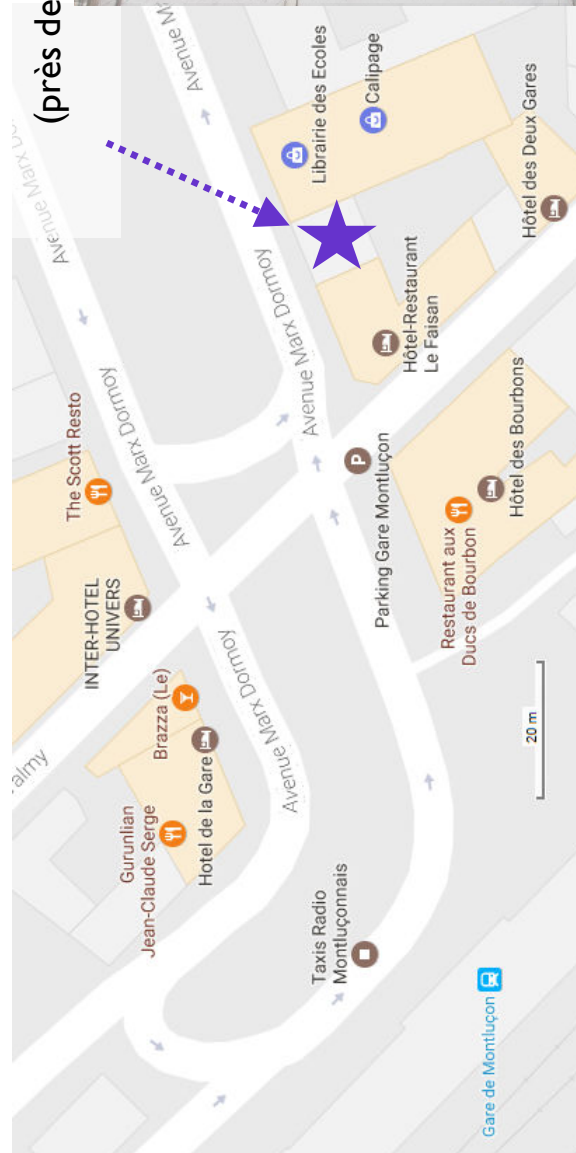 (près de
almy
Avenue Marx Dormoy
INTER-HOTEL
UNIVERS
The Scott Resto
Gurunlian
Jean-Claude Serge
Brazza (Le)
Hotel de la Gare
Avenue Marx Dormoy
Avenue Marx Dormoy
Avenue Ma
Avenue Marx Dormoy
Librairie des Ecoles
Calipage
Taxis Radio
Montluçonnais
Parking Gare Montluçon
P
Hôtel-Restaurant
Le Faisan
Restaurant aux
Ducs de Bourbon
Hôtel des Bourbons
Hôtel des Deux Gares
Gare de Montluçon
20 m